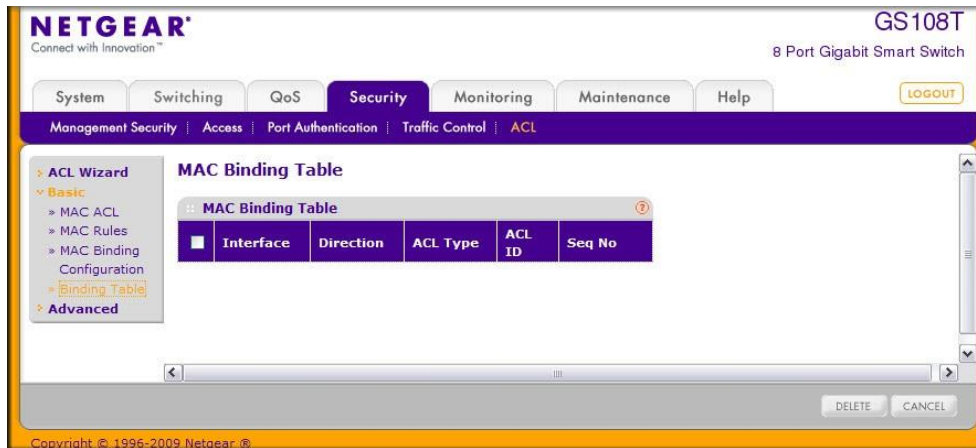 NETGEAR®
Connect with Innovation™
GS108T
8 Port Gigabit Smart Switch
System Switching QoS Security Monitoring Maintenance Help LOGOUT
Management Security | Access | Port Authentication | Traffic Control | ACL
ACL Wizard
Basic
» MAC ACL
» MAC Rules
» MAC Binding
Configuration
» Binding Table
Advanced
MAC Binding Table
MAC Binding Table ?
Interface Direction ACL Type ACL ID Seq No
DELETE CANCEL
Copyright © 1996-2009 Netgear ®